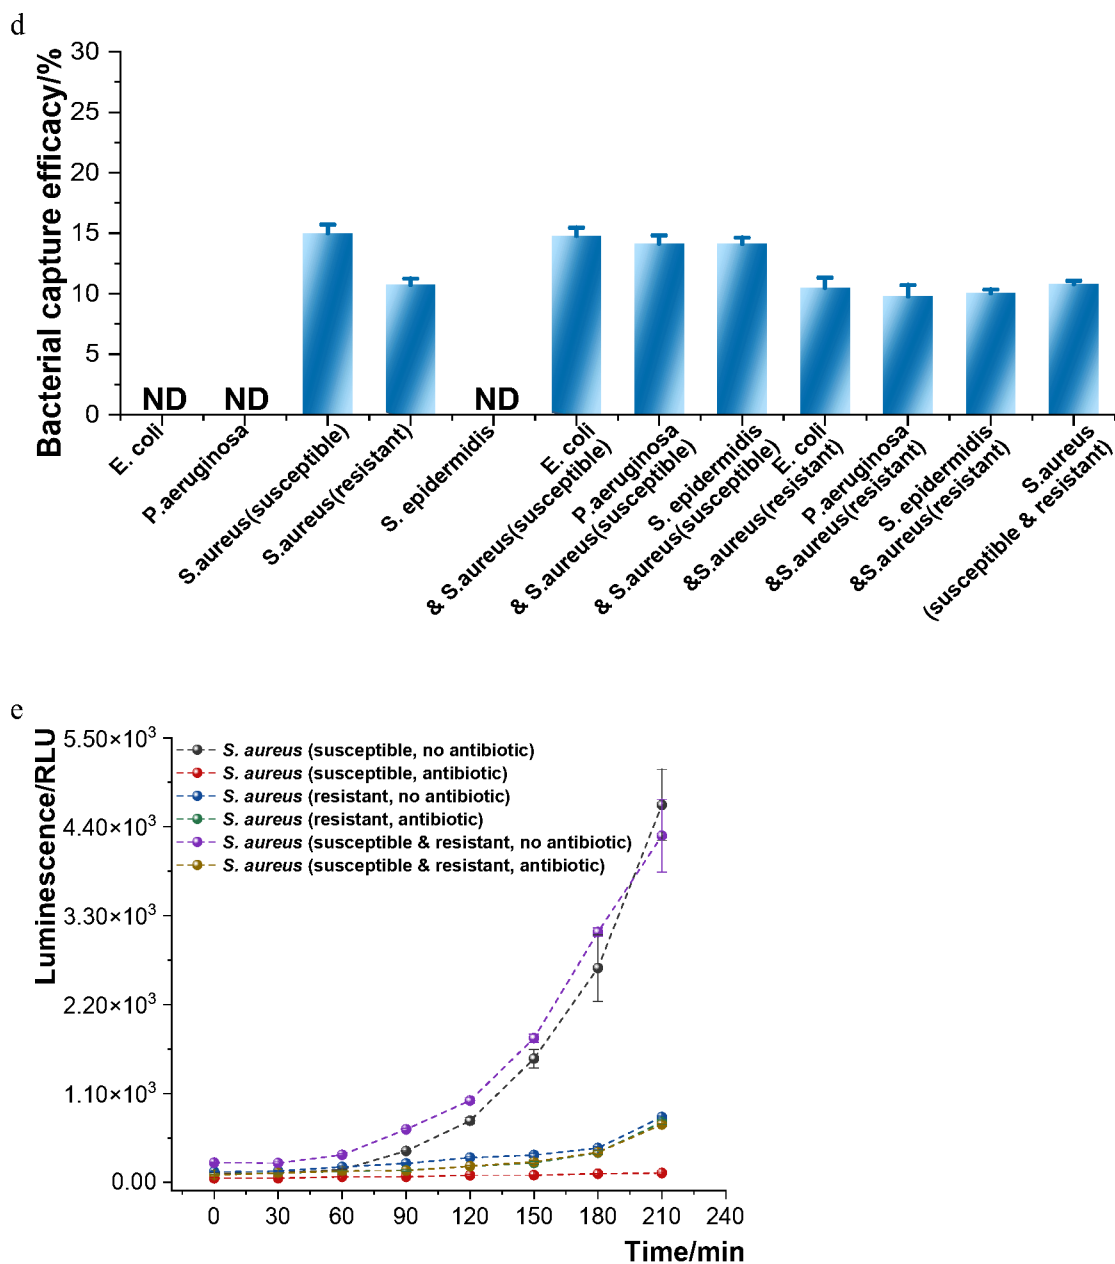 d
Bacterial capture efficacy/%
30
25
20
15
10
5
0
ND
ND
ND
E. coli
P.aeruginosa
S.aureus(susceptible)
S.aureus(resistant)
S. epidermidis
E. coli
& S.aureus(susceptible)
P.aeruginosa
& S.aureus(susceptible)
S. epidermidis
& S.aureus(susceptible)
E. coli
&S.aureus(resistant)
P.aeruginosa
&S.aureus(resistant)
S. epidermidis
&S.aureus(resistant)
S.aureus
(susceptible & resistant)
e
Luminescence/RLU
5.50×10³
4.40×10³
3.30×10³
2.20×10³
1.10×10³
0.00
S. aureus (susceptible, no antibiotic)
S. aureus (susceptible, antibiotic)
S. aureus (resistant, no antibiotic)
S. aureus (resistant, antibiotic)
S. aureus (susceptible & resistant, no antibiotic)
S. aureus (susceptible & resistant, antibiotic)
0 30 60 90 120 150 180 210 240
Time/min